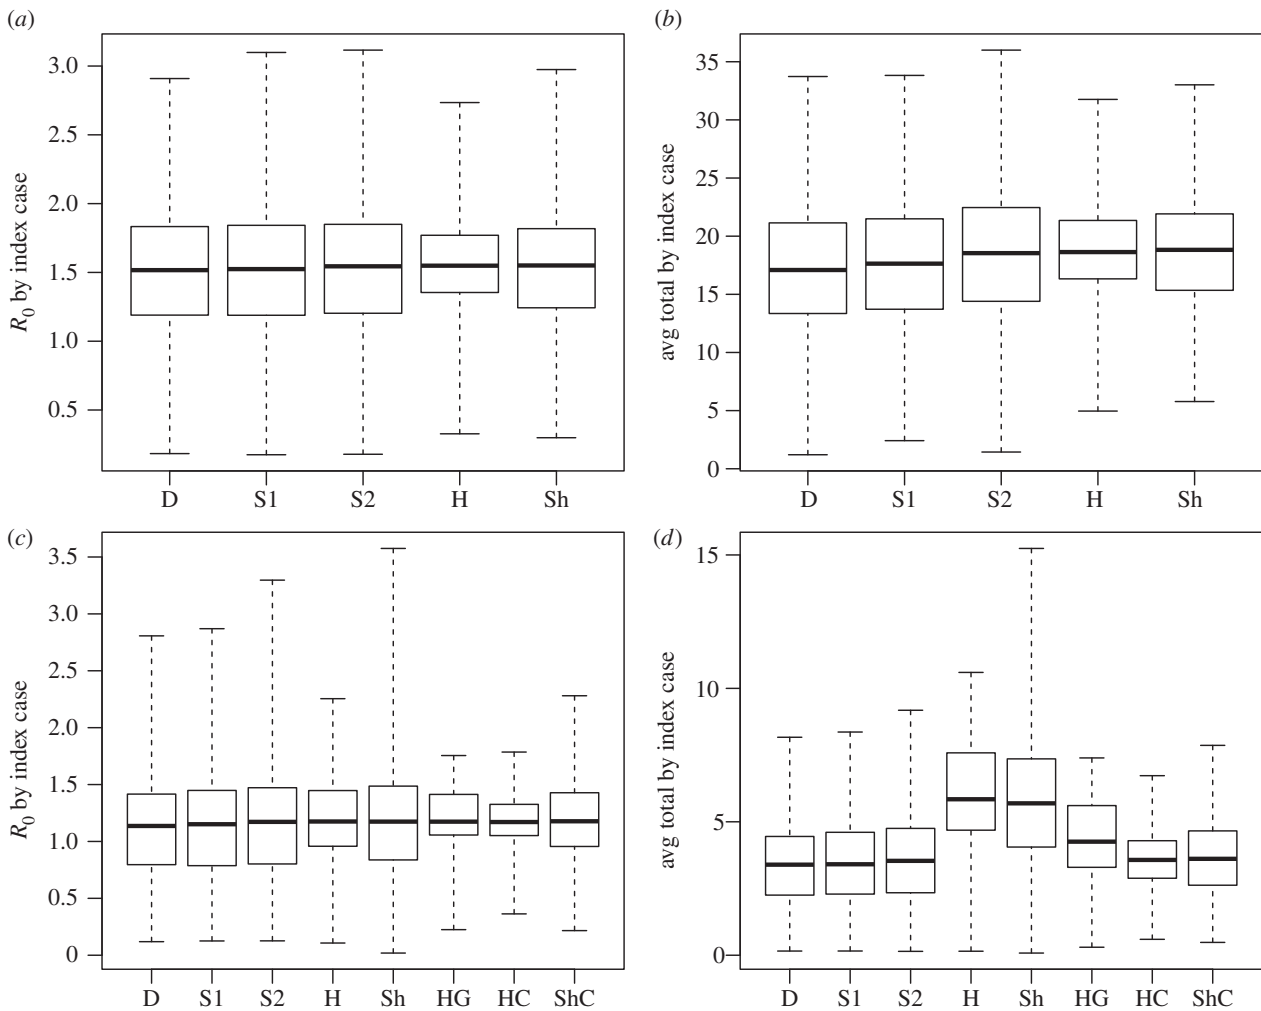 (a)
R0 by index case
3.0
2.5
2.0
1.5
1.0
0.5
D S1 S2 H Sh
(b)
avg total by index case
35
30
25
20
15
10
5
0
D S1 S2 H Sh
(c)
R0 by index case
3.5
3.0
2.5
2.0
1.5
1.0
0.5
0
D S1 S2 H Sh HG HC ShC
(d)
avg total by index case
15
10
5
0
D S1 S2 H Sh HG HC ShC